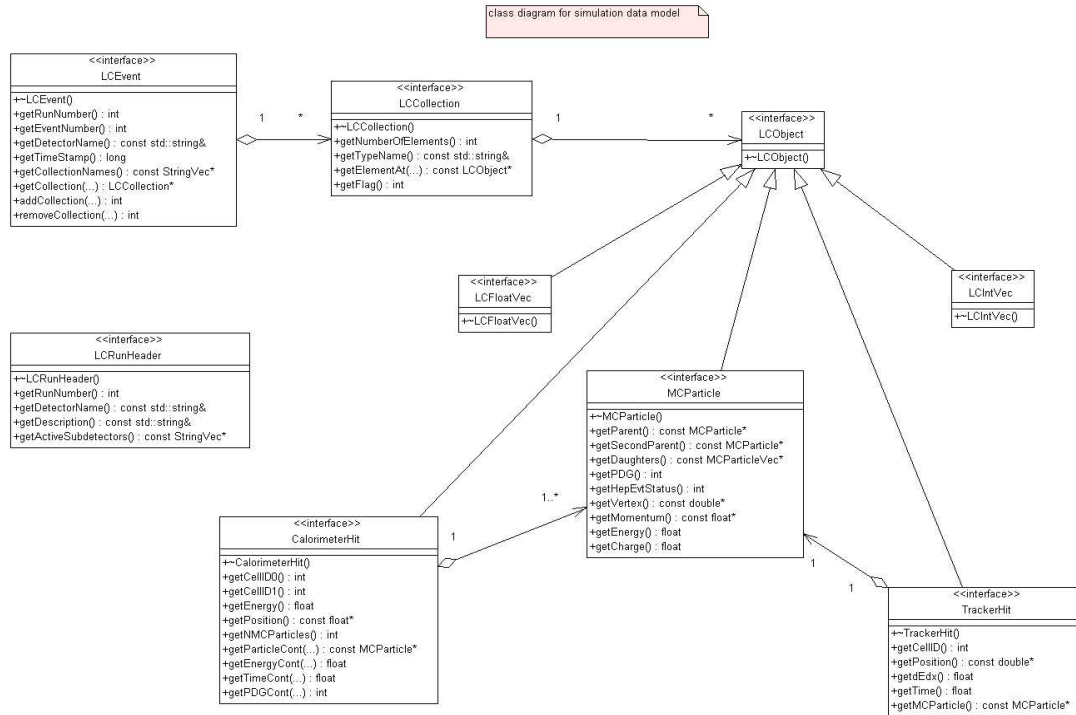 class diagram for simulation data model
<<interface>>
LCEvent
+~LCEvent()
+getRunNumber() : int
+getEventNumber() : int
+getDetectorName() : const std::string&
+getTimeStamp() : long
+getCollectionNames() : const StringVec*
+getCollection(...) : LCCollection*
+addCollection(...) : int
+removeCollection(...) : int
1
*
<<interface>>
LCCollection
+~LCCollection()
+getNumberOfElements() : int
+getTypeName() : const std::string&
+getElementAt(...) : const LCObject*
+getFlag() : int
1
*
<<interface>>
LCObject
+~LCObject()
<<interface>>
LCFloatVec
+~LCFloatVec()
<<interface>>
LCIntVec
+~LCIntVec()
<<interface>>
LCRunHeader
+~LCRunHeader()
+getRunNumber() : int
+getDetectorName() : const std::string&
+getDescription() : const std::string&
+getActiveSubdetectors() : const StringVec*
<<interface>>
MCParticle
+~MCParticle()
+getParent() : const MCParticle*
+getSecondParent() : const MCParticle*
+getDaughters() : const MCParticleVec*
+getPDG() : int
+getHepEvtStatus() : int
+getVertex() : const double*
+getMomentum() : const float*
+getEnergy() : float
+getCharge() : float
1..*
1
<<interface>>
CalorimeterHit
+~CalorimeterHit()
+getCellID0() : int
+getCellID1() : int
+getEnergy() : float
+getPosition() : const float*
+getNMCParticles() : int
+getParticleCont(...) : const MCParticle*
+getEnergyCont(...) : float
+getTimeCont(...) : float
+getPDGCont(...) : int
1
1
<<interface>>
TrackerHit
+~TrackerHit()
+getCellID() : int
+getPosition() : const double*
+getdEdx() : float
+getTime() : float
+getMCParticle() : const MCParticle*